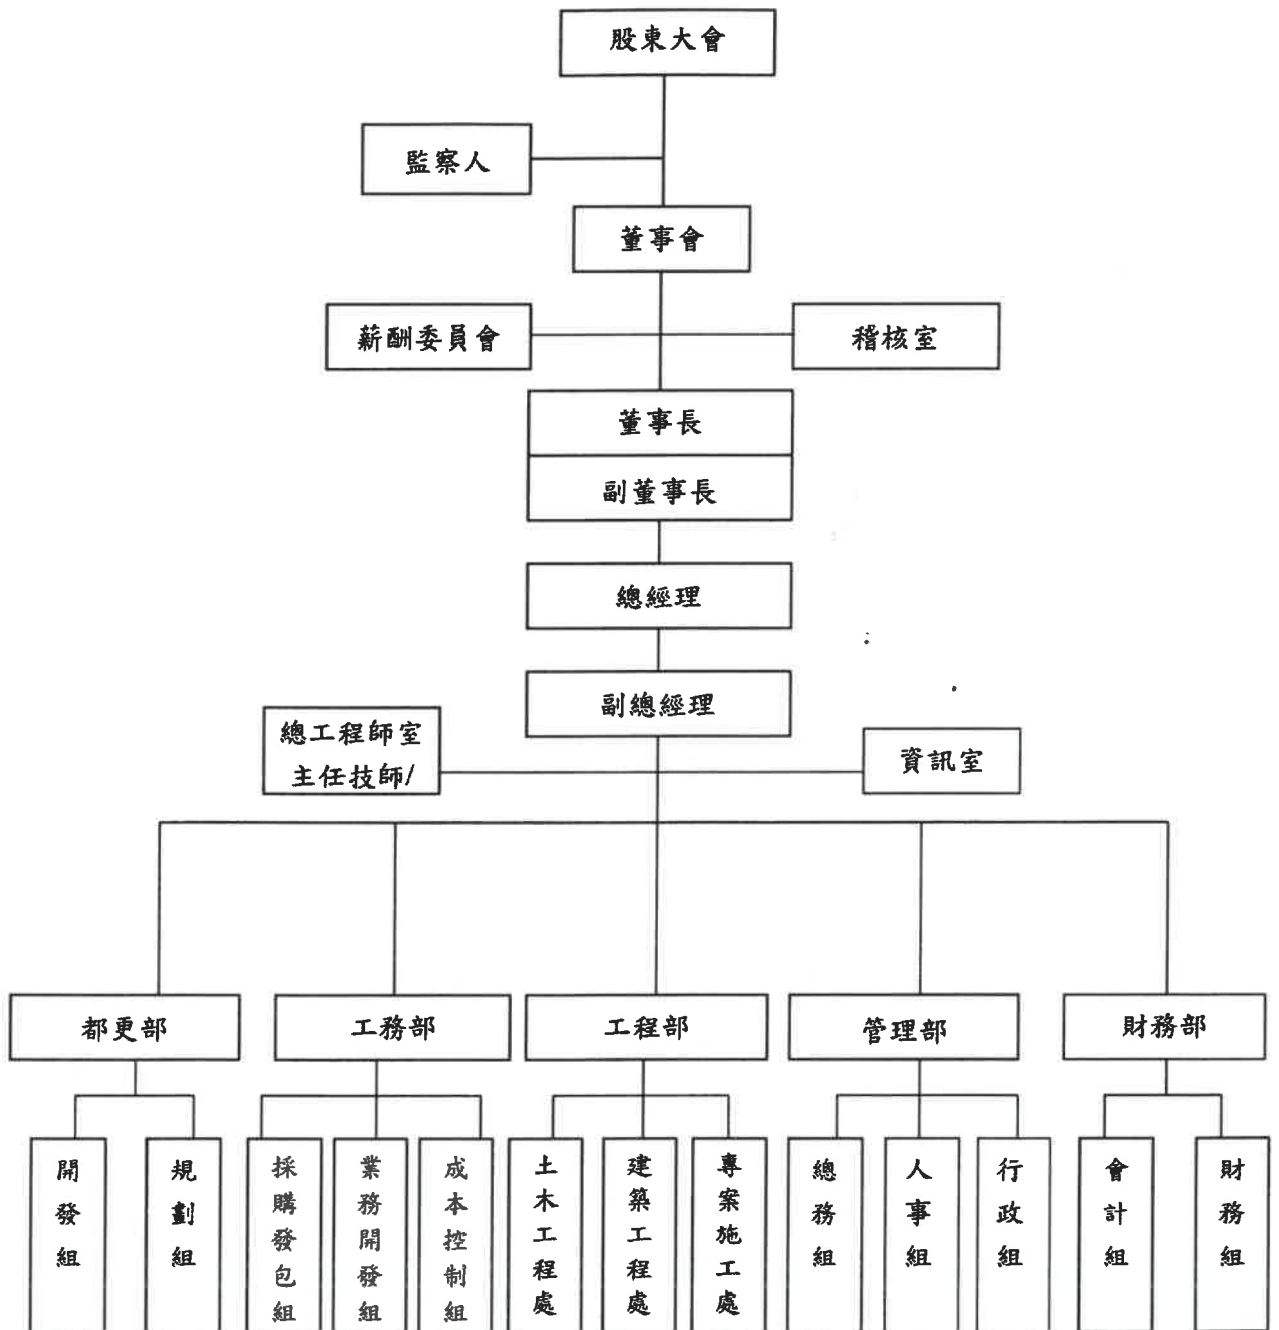 股東大會
監察人
董事會
薪酬委員會
稽核室
董事長
副董事長
總經理
副總經理
總工程師室
主任技師/
資訊室
都更部
工務部
工程部
管理部
財務部
開發組
規劃組
採購發包組
業務開發組
成本控制組
土木工程處
建築工程處
專案施工處
總務組
人事組
行政組
會計組
財務組